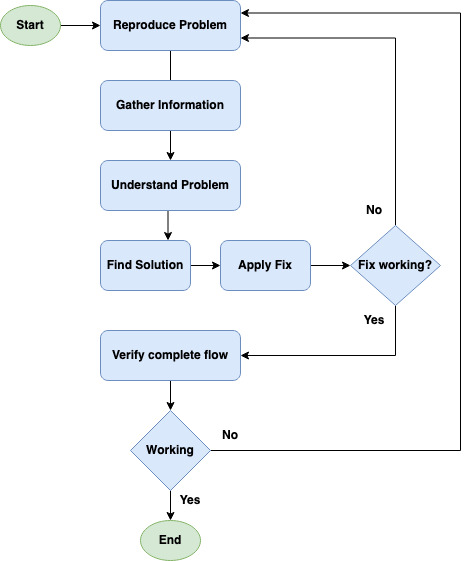 Start
Reproduce Problem
Gather Information
Understand Problem
No
Find Solution
Apply Fix
Fix working?
Yes
Verify complete flow
No
Working
Yes
End